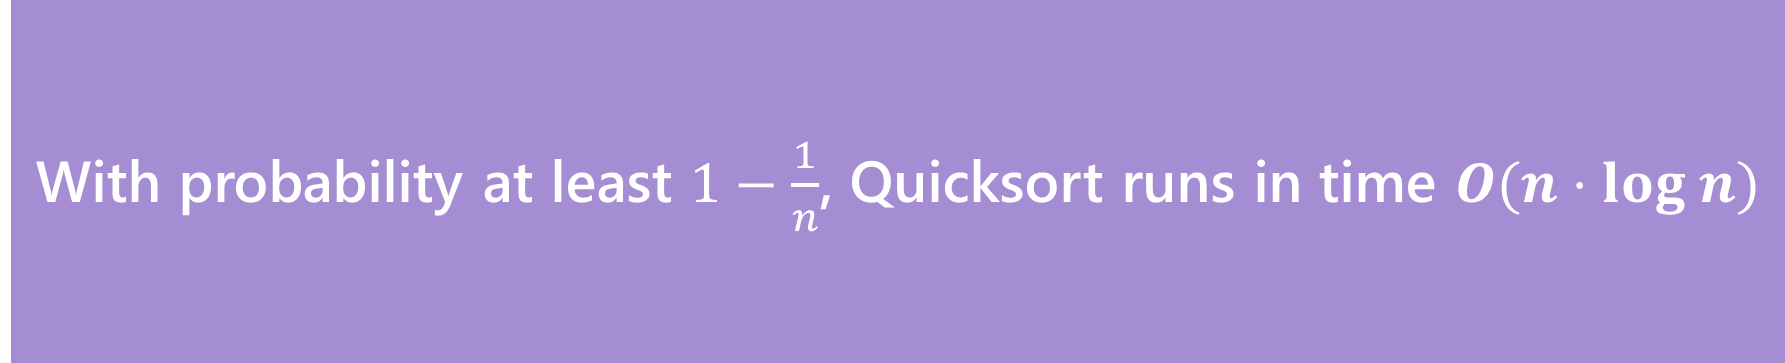 With probability at least 1 − 1/n, Quicksort runs in time O(n · log n)